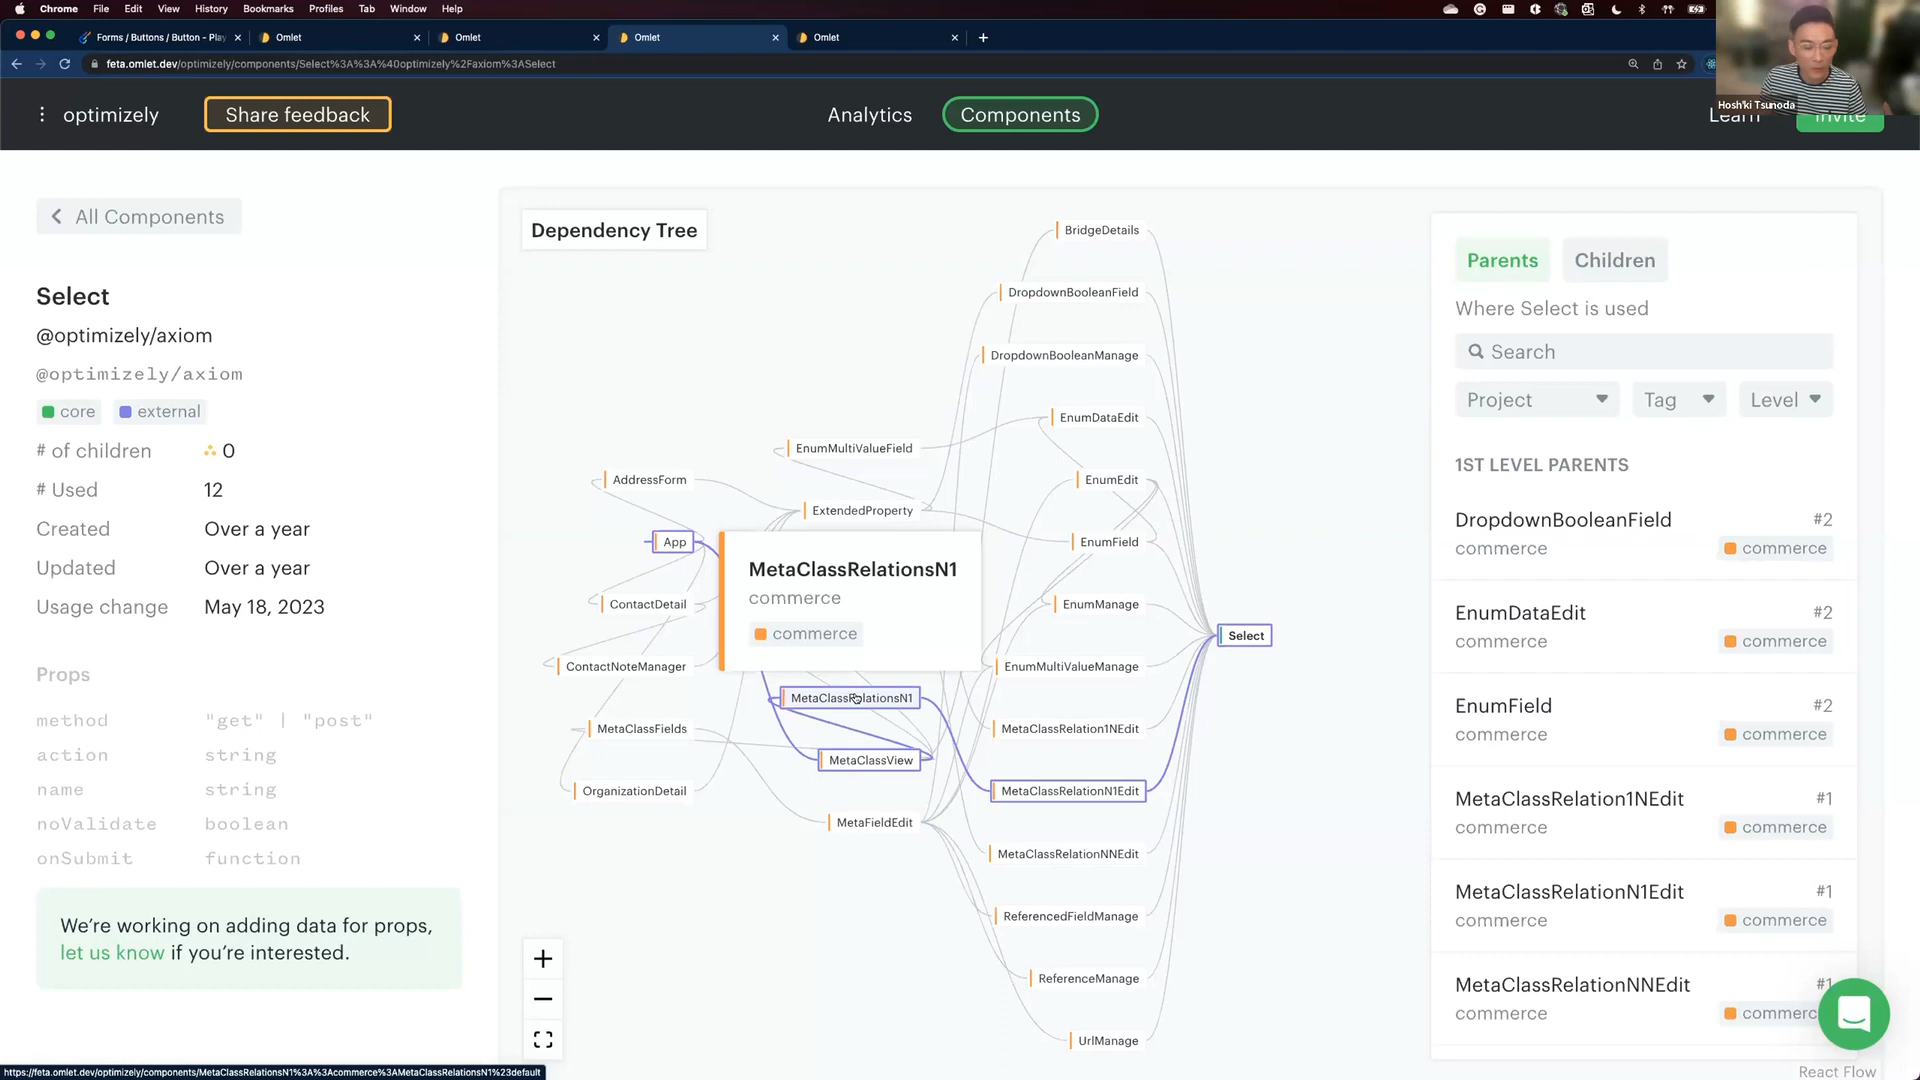 Chrome File Edit View History Bookmarks Profiles Tab Window Help
Forms / Buttons / Button - Play
Omlet
Omlet
Omlet
Omlet
feta.omlet.dev/optimizely/components/Select%3A%3A%40optimizely%2Faxiom%3ASelect
Hosh'ki Tsunoda
optimizely
Share feedback
Analytics
Components
Learn
Invite
All Components
Select
@optimizely/axiom
@optimizely/axiom
core
external
# of children 0
# Used 12
Created Over a year
Updated Over a year
Usage change May 18, 2023
Props
method "get" | "post"
action string
name string
noValidate boolean
onSubmit function
We're working on adding data for props,
let us know if you're interested.
Dependency Tree
BridgeDetails
DropdownBooleanField
DropdownBooleanManage
EnumDataEdit
EnumMultiValueField
AddressForm
EnumEdit
ExtendedProperty
App
EnumField
MetaClassRelationsN1
commerce
commerce
ContactDetail
EnumManage
Select
ContactNoteManager
EnumMultiValueManage
MetaClassRelationsN1
MetaClassFields
MetaClassRelation1NEdit
MetaClassView
OrganizationDetail
MetaClassRelationN1Edit
MetaFieldEdit
MetaClassRelationNNEdit
ReferencedFieldManage
ReferenceManage
UrlManage
Parents
Children
Where Select is used
Search
Project
Tag
Level
1ST LEVEL PARENTS
DropdownBooleanField #2
commerce commerce
EnumDataEdit #2
commerce commerce
EnumField #2
commerce commerce
MetaClassRelation1NEdit #1
commerce commerce
MetaClassRelationN1Edit #1
commerce commerce
MetaClassRelationNNEdit #1
commerce commerc
React Flow
https://feta.omlet.dev/optimizely/components/MetaClassRelationsN1%3A%3Acommerce%3AMetaClassRelationsN1%23default